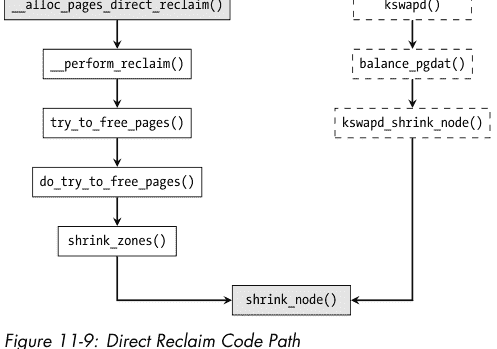 __alloc_pages_direct_reclaim()
kswapd()
__perform_reclaim()
balance_pgdat()
try_to_free_pages()
kswapd_shrink_node()
do_try_to_free_pages()
shrink_zones()
shrink_node()
Figure 11-9: Direct Reclaim Code Path